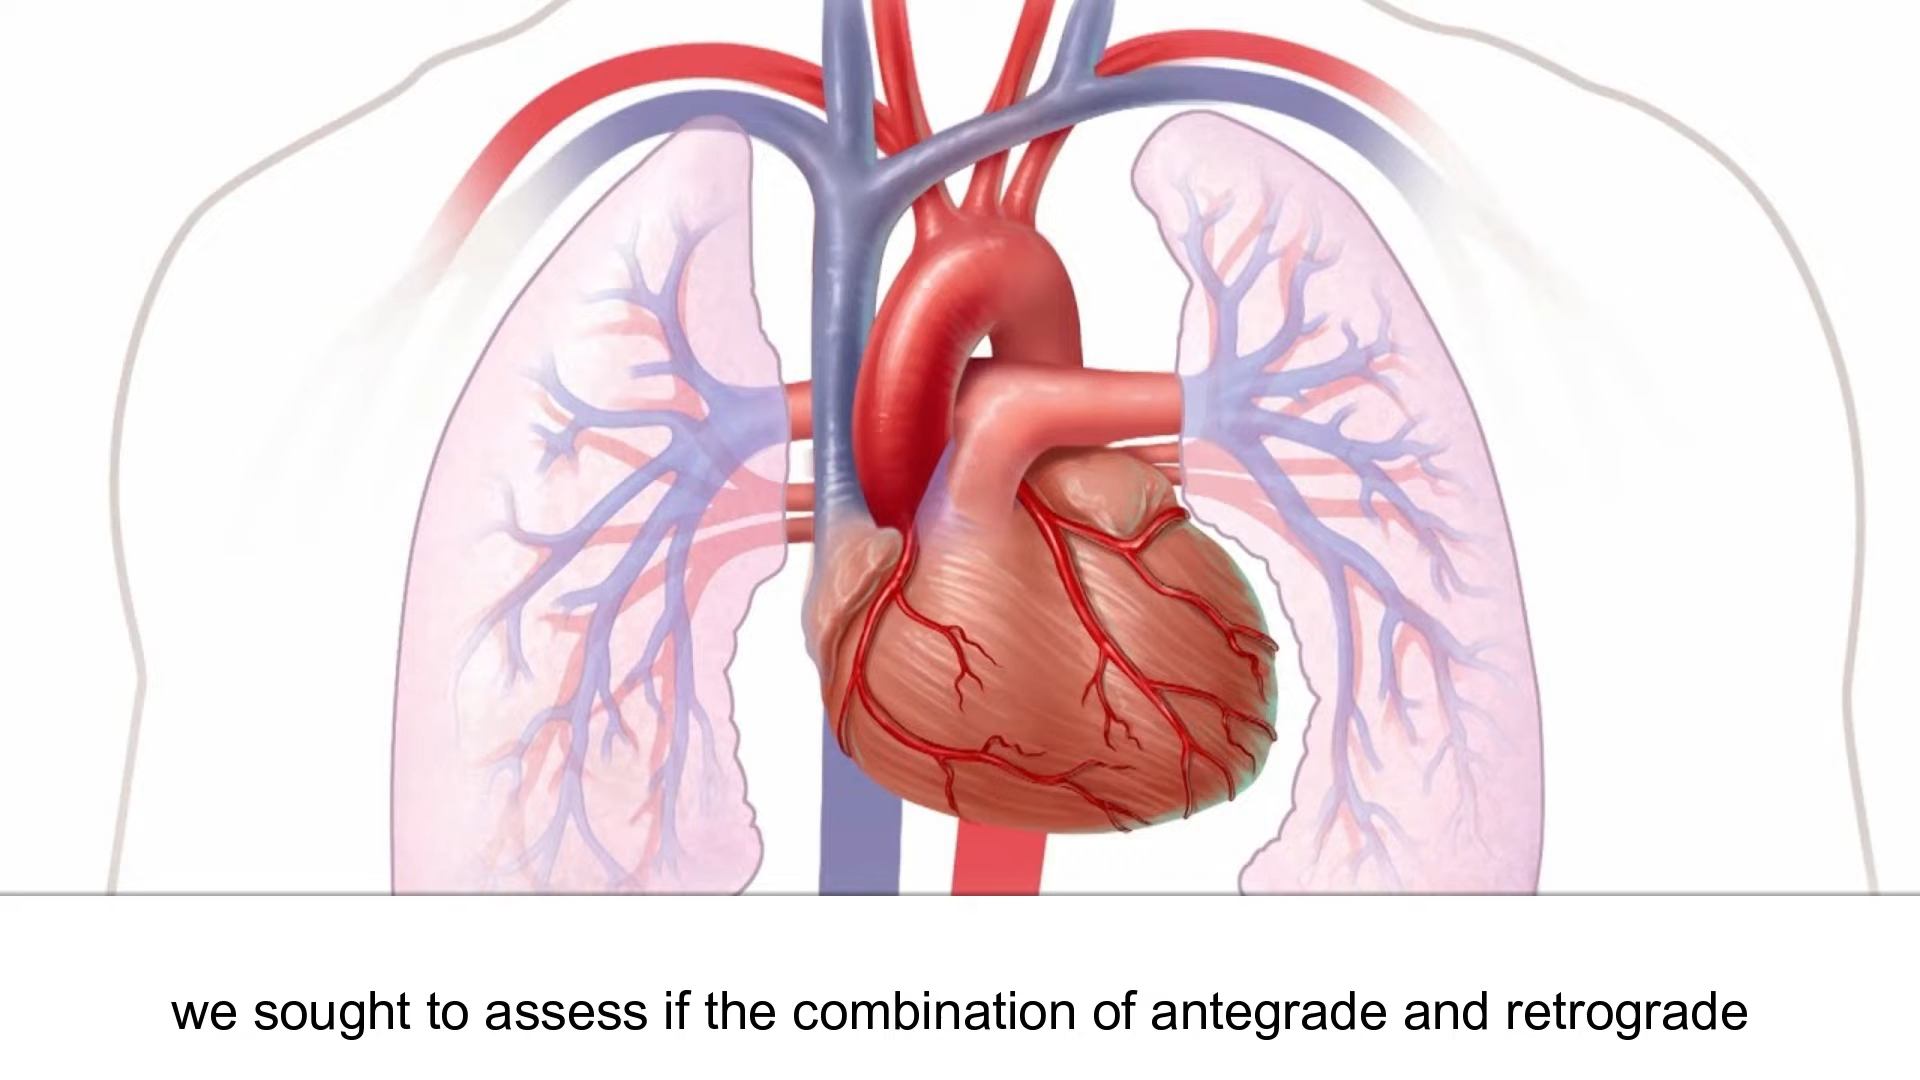 we sought to assess if the combination of antegrade and retrograde